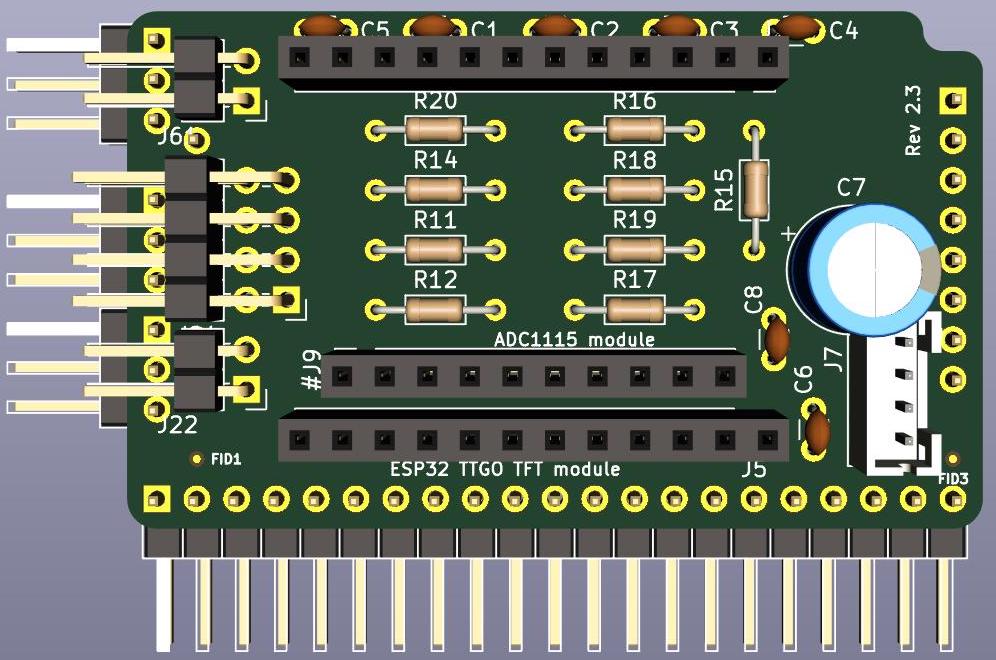 C5
C1
C2
C3
C4
R20
R16
Rev 2.3
R14
R18
R15
C7
+
R11
R19
R12
R17
C8
ADC1115 module
#J9
J7
C6
J22
FID1
ESP32 TTGO TFT module
J5
FID3